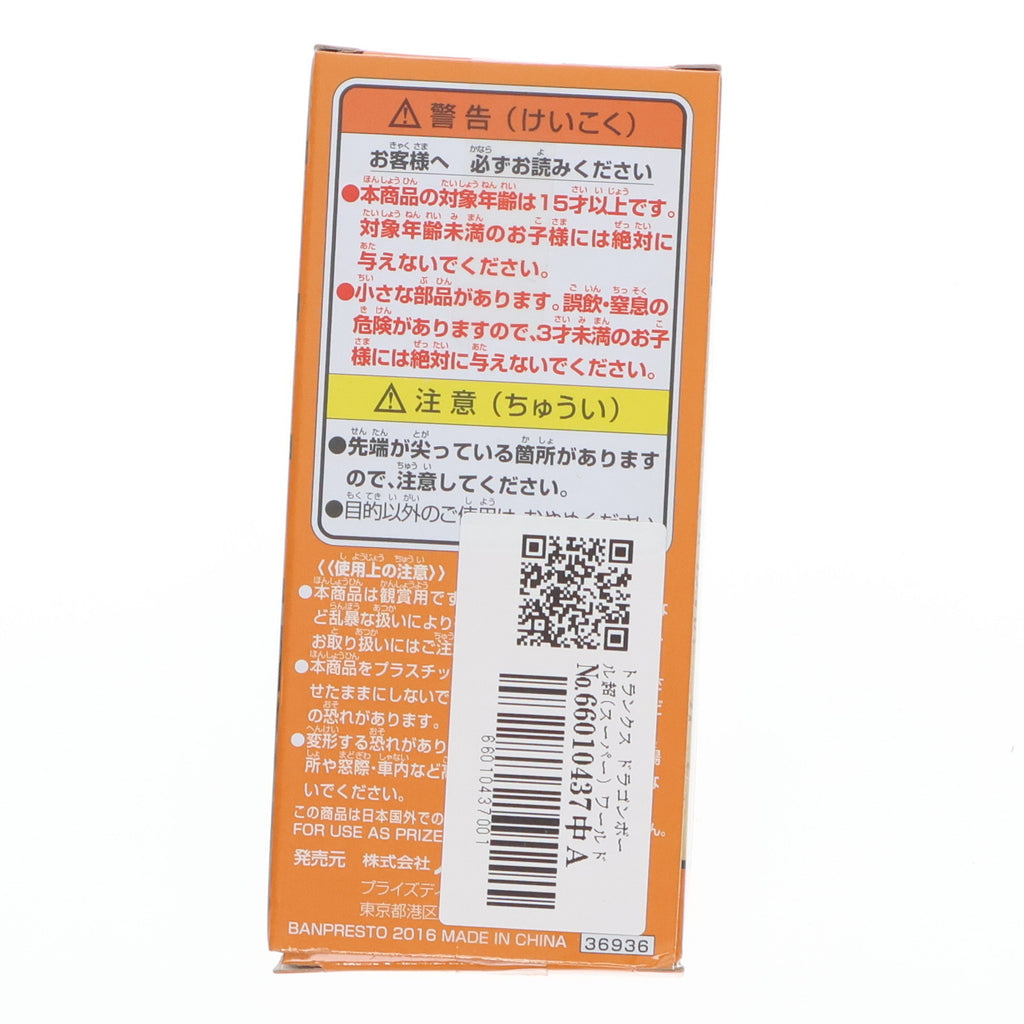 警告(けいこく)
お客様へ 必ずお読みください
●本商品の対象年齢は15才以上です。
対象年齢未満のお子様には絶対に
与えないでください。
●小さな部品があります。誤飲・窒息の
危険がありますので、3才未満のお子
様には絶対に与えないでください。
注意(ちゅうい)
●先端が尖っている箇所があります
ので、注意してください。
●目的以外のご使用は、おやめください
《使用上の注意》
●本商品は観賞用です
ど乱暴な扱いにより
お取り扱いにはご注
●本商品をプラスチッ
せたままにしないで
の恐れがあります。
●変形する恐れがあり
所や窓際・車内など高
いでください。
この商品は日本国外での
FOR USE AS PRIZE
発売元 株式会社
プライズデ
東京都港区
BANPRESTO 2016 MADE IN CHINA 36936
トランクス ドラゴンボー
ル超(スーパー) ワールド
No.66010437中A
66010437001